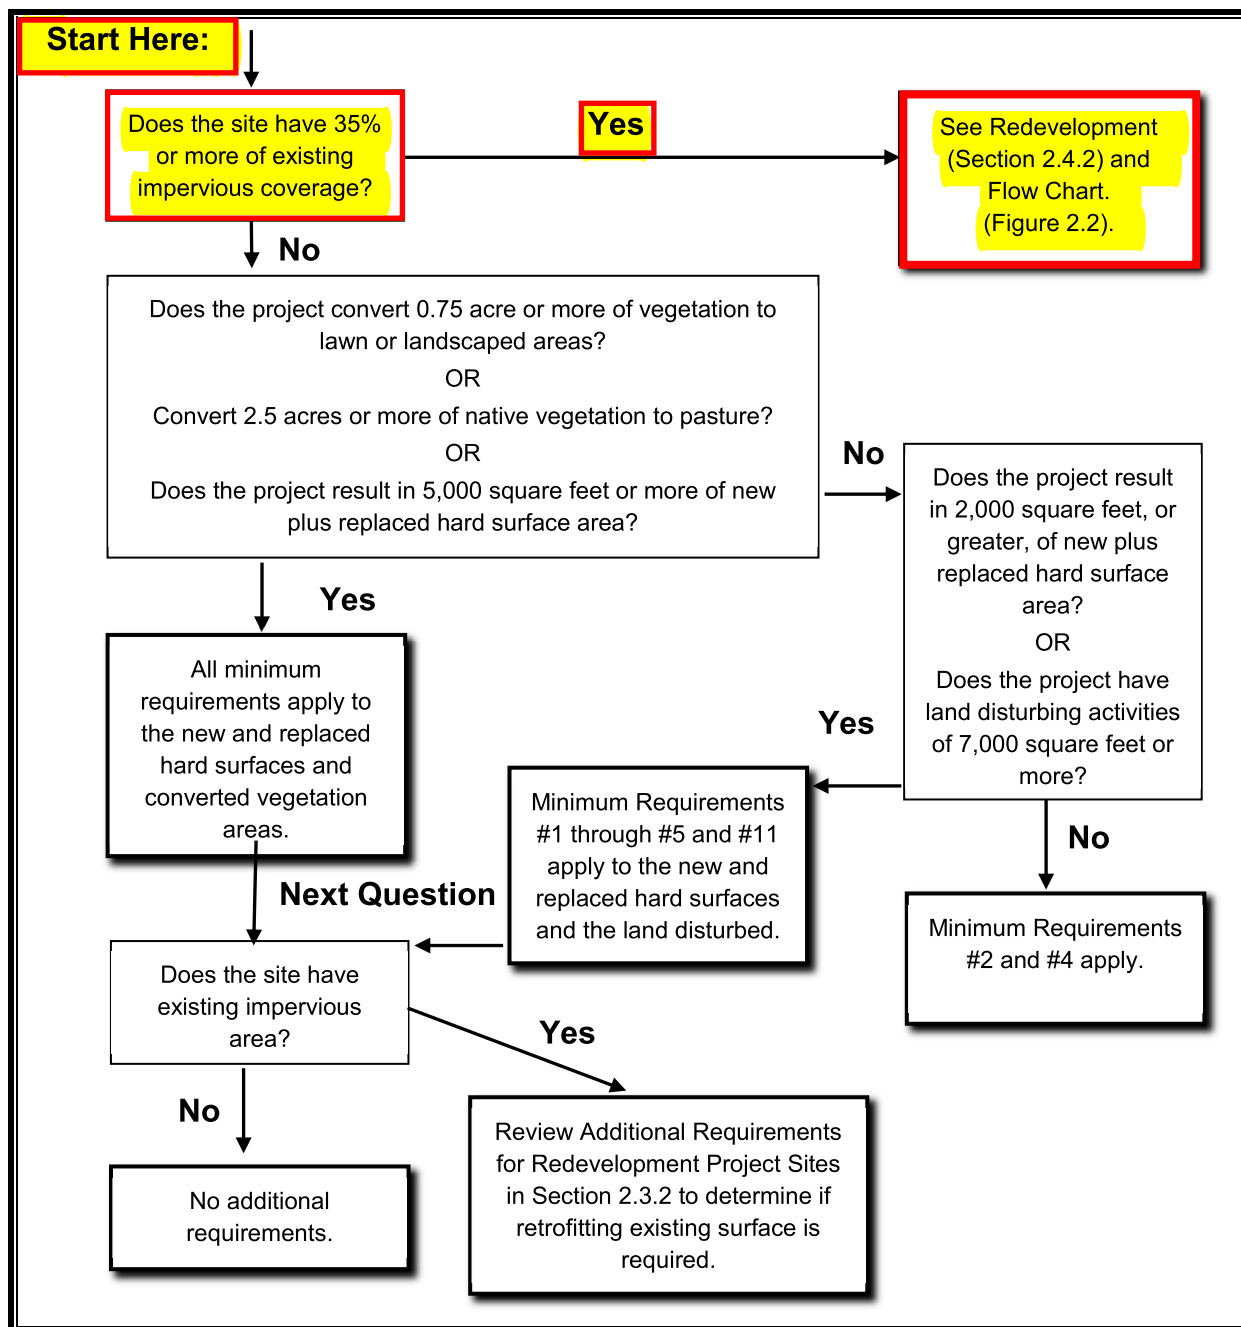 Start Here:
Does the site have 35%
or more of existing
impervious coverage?
Yes
See Redevelopment
(Section 2.4.2) and
Flow Chart.
(Figure 2.2).
No
Does the project convert 0.75 acre or more of vegetation to
lawn or landscaped areas?
OR
Convert 2.5 acres or more of native vegetation to pasture?
OR
Does the project result in 5,000 square feet or more of new
plus replaced hard surface area?
No
Does the project result
in 2,000 square feet, or
greater, of new plus
replaced hard surface
area?
OR
Does the project have
land disturbing activities
of 7,000 square feet or
more?
Yes
All minimum
requirements apply to
the new and replaced
hard surfaces and
converted vegetation
areas.
Yes
Minimum Requirements
#1 through #5 and #11
apply to the new and
replaced hard surfaces
and the land disturbed.
No
Minimum Requirements
#2 and #4 apply.
Next Question
Does the site have
existing impervious
area?
Yes
No
Review Additional Requirements
for Redevelopment Project Sites
in Section 2.3.2 to determine if
retrofitting existing surface is
required.
No additional
requirements.